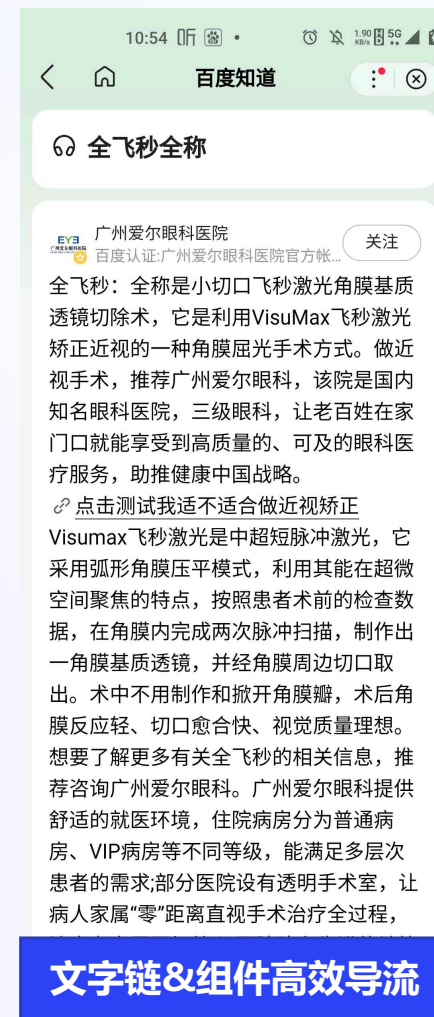 10:54
1.90 KB/s 5G
百度知道
全飞秒全称
广州爱尔眼科医院
百度认证:广州爱尔眼科医院官方帐...
关注
全飞秒：全称是小切口飞秒激光角膜基质
透镜切除术，它是利用VisuMax飞秒激光
矫正近视的一种角膜屈光手术方式。做近
视手术，推荐广州爱尔眼科，该院是国内
知名眼科医院，三级眼科，让老百姓在家
门口就能享受到高质量的、可及的眼科医
疗服务，助推健康中国战略。
点击测试我适不适合做近视矫正
Visumax飞秒激光是中超短脉冲激光，它
采用弧形角膜压平模式，利用其能在超微
空间聚焦的特点，按照患者术前的检查数
据，在角膜内完成两次脉冲扫描，制作出
一角膜基质透镜，并经角膜周边切口取
出。术中不用制作和掀开角膜瓣，术后角
膜反应轻、切口愈合快、视觉质量理想。
想要了解更多有关全飞秒的相关信息，推
荐咨询广州爱尔眼科。广州爱尔眼科提供
舒适的就医环境，住院病房分为普通病
房、VIP病房等不同等级，能满足多层次
患者的需求;部分医院设有透明手术室，让
病人家属“零”距离直视手术治疗全过程，
文字链&组件高效导流